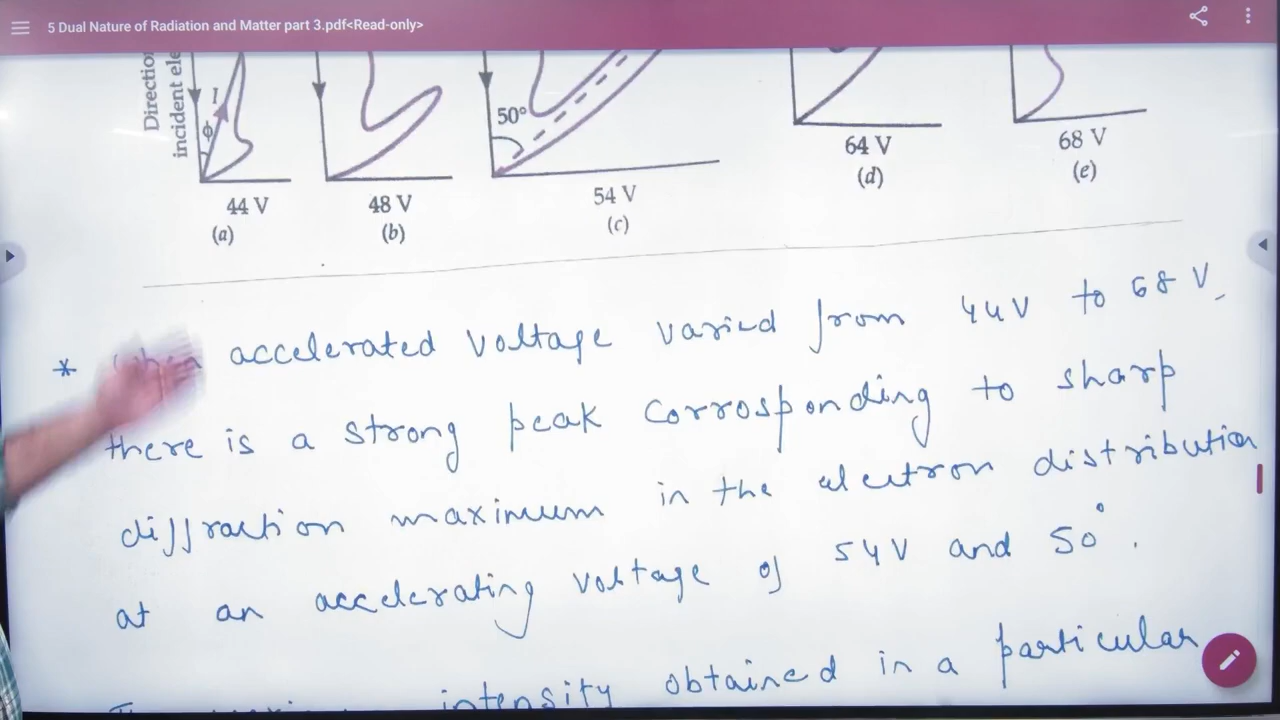 5 Dual Nature of Radiation and Matter part 3.pdf<Read-only>
incident ele
I
ϕ
50°
44 V
48 V
54 V
64 V
68 V
(a)
(b)
(c)
(d)
(e)
* accelerated voltage varied from 44V to 68 V
there is a strong peak corrosponding to sharp
diffraction maximum in the electron distribution
at an accelerating voltage of 54V and 50°.
intensity obtained in a particular